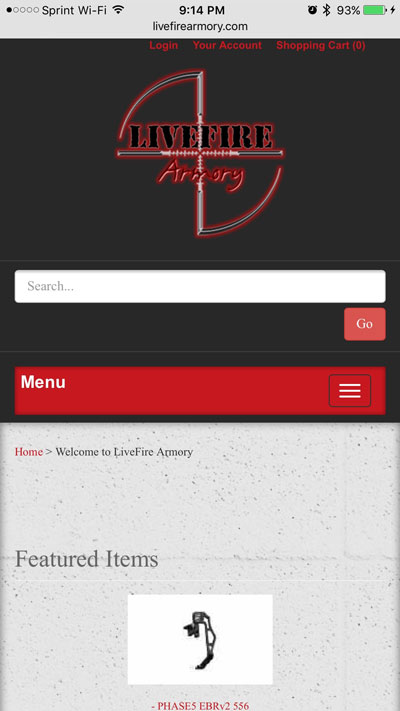 Sprint Wi-Fi 9:14 PM 93%
livefirearmory.com
Login Your Account Shopping Cart (0)
LIVEFIRE
Armory
Search...
Go
Menu
Home > Welcome to LiveFire Armory
Featured Items
- PHASE5 EBRv2 556